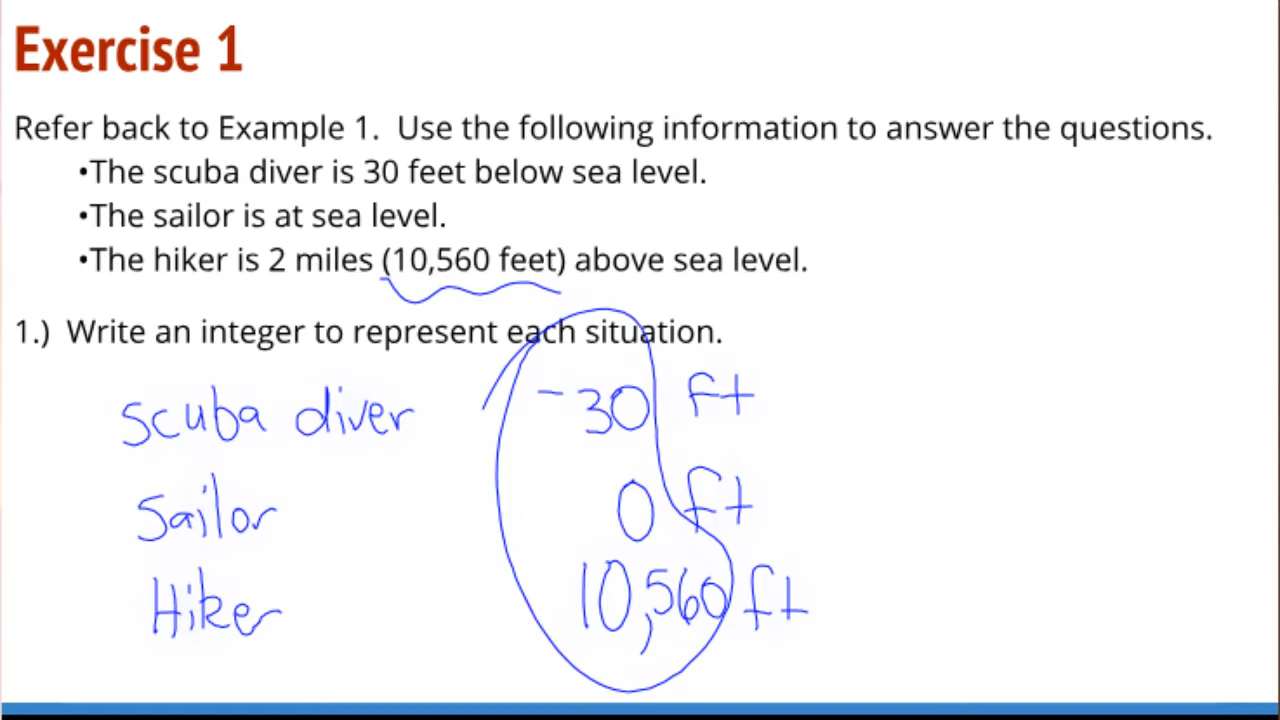 Exercise 1
Refer back to Example 1. Use the following information to answer the questions.
•The scuba diver is 30 feet below sea level.
•The sailor is at sea level.
•The hiker is 2 miles (10,560 feet) above sea level.
1.) Write an integer to represent each situation.
Scuba diver -30 ft
Sailor 0 ft
Hiker 10,560 ft